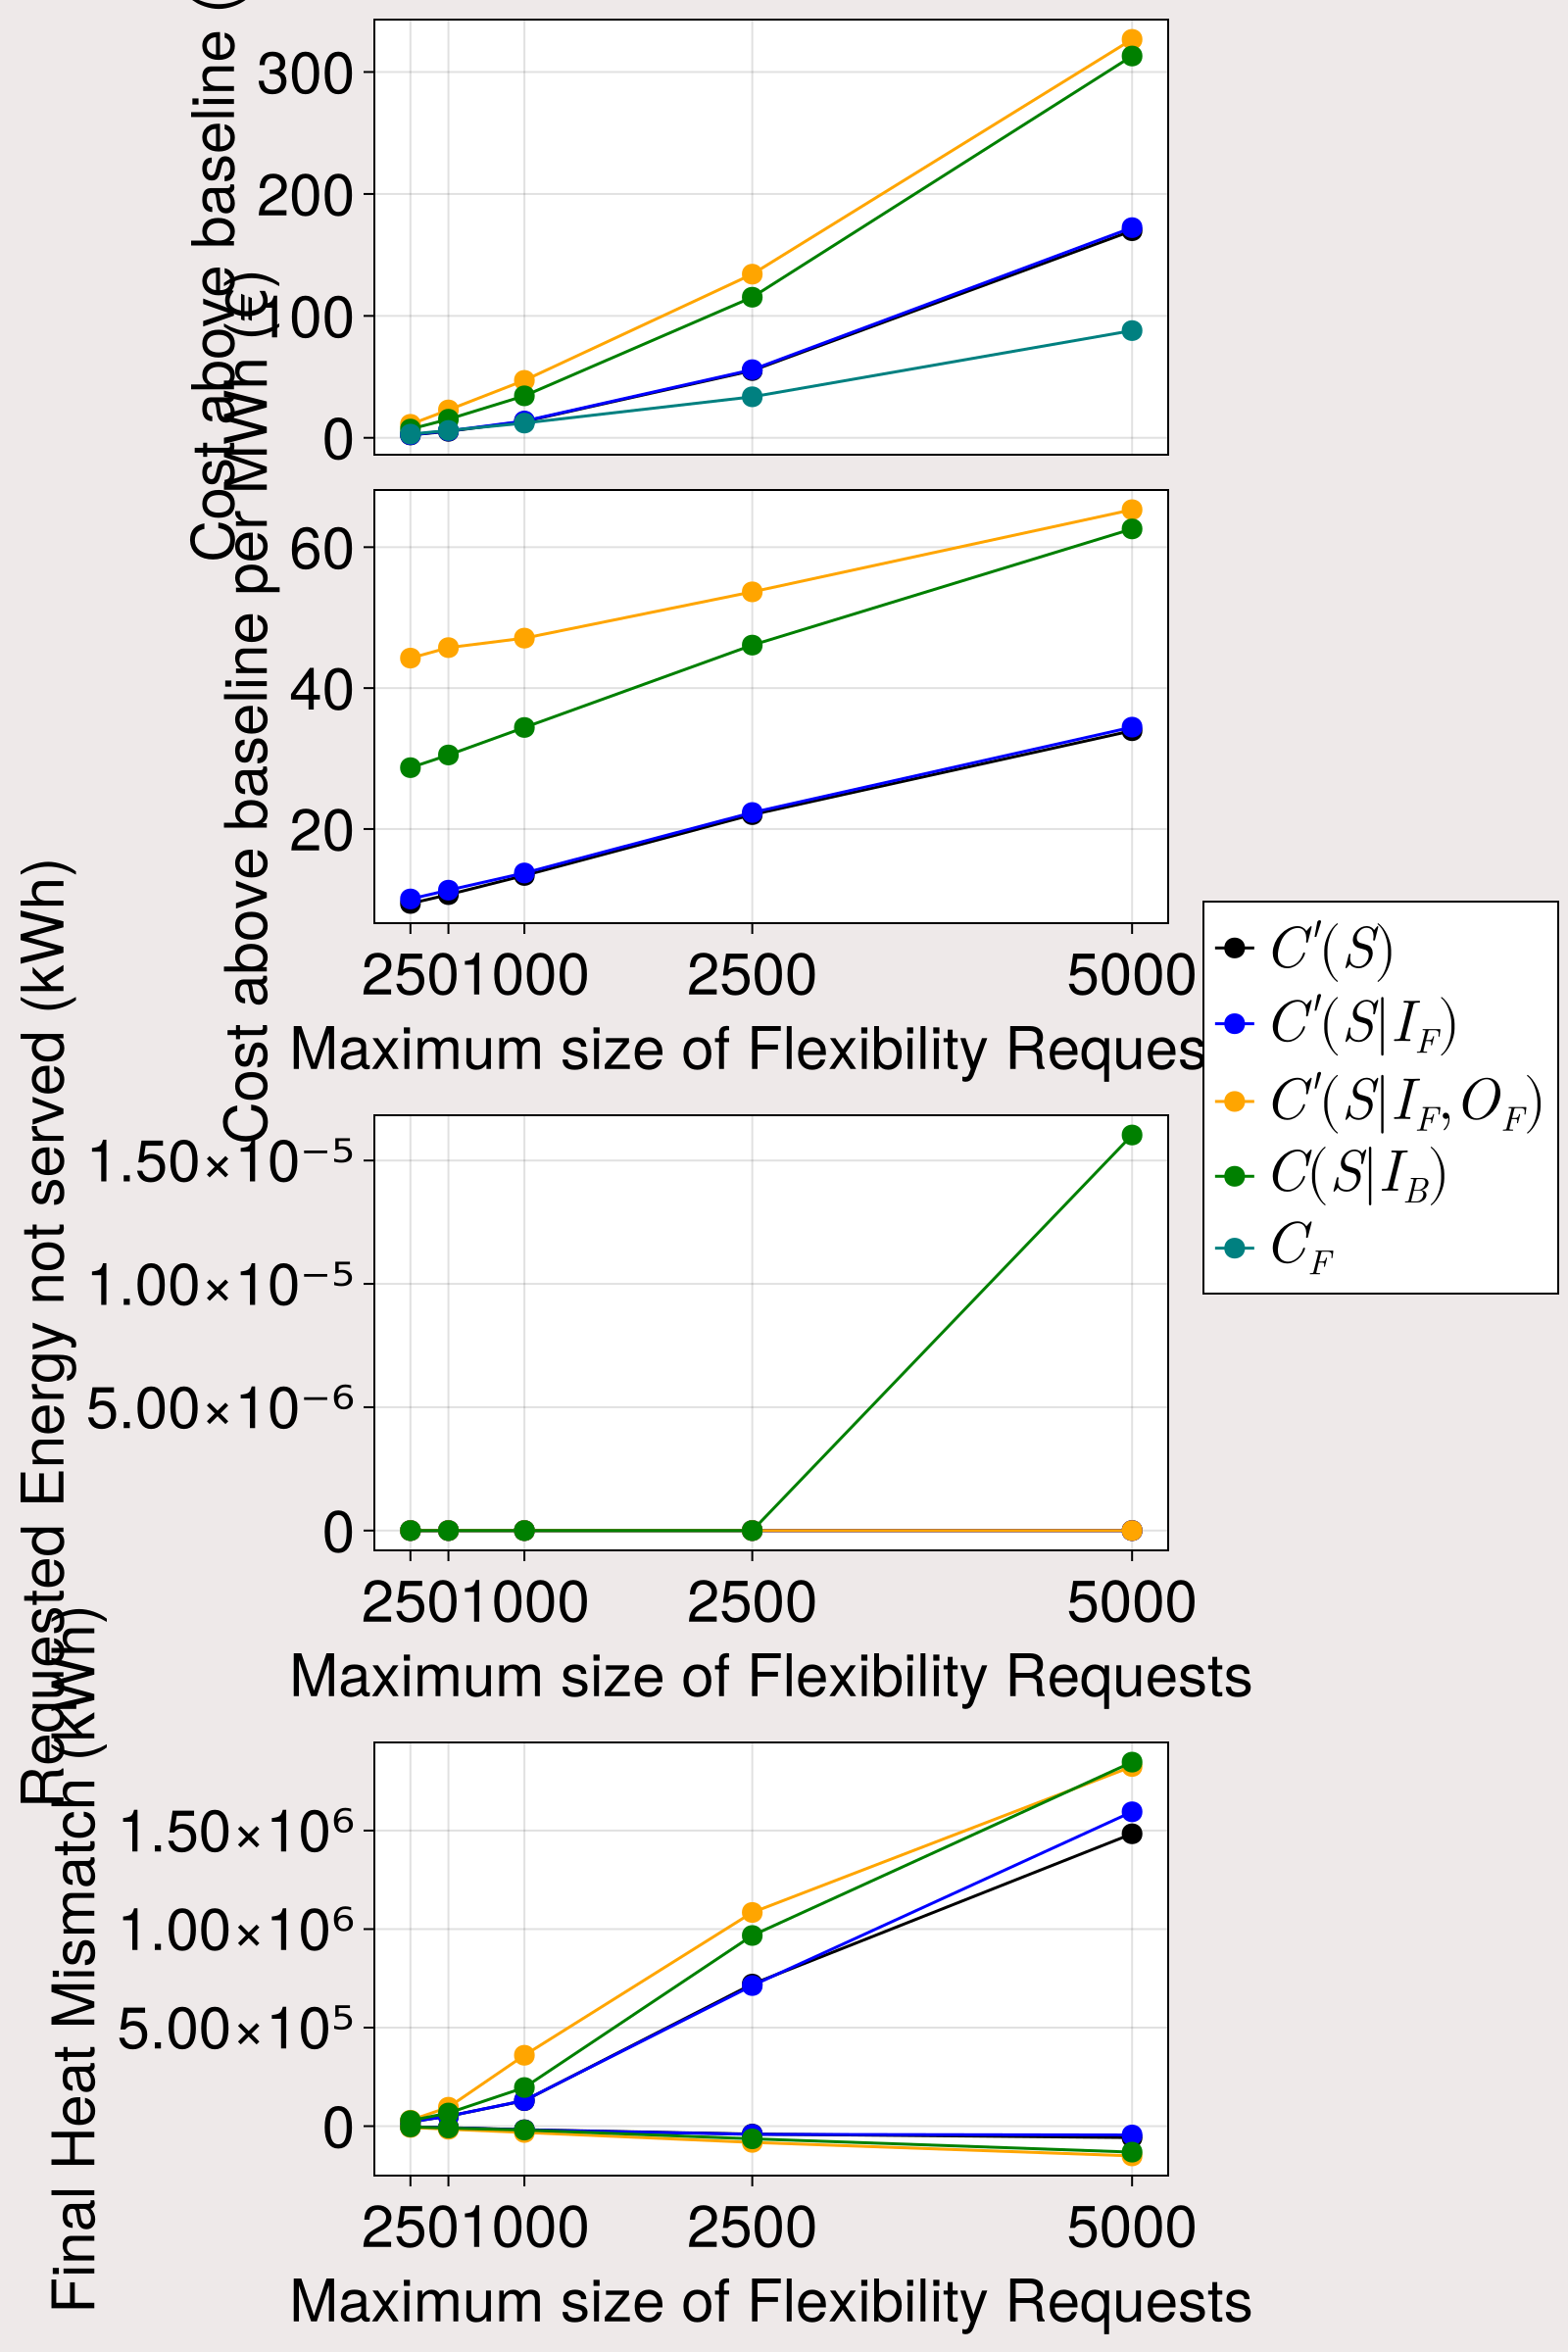 Cost above baseline (
300
200
100
0
Cost above baseline per MWh (€)
60
40
20
250 1000 2500 5000
Maximum size of Flexibility Reques
C′(S)
C′(S|I_F)
C′(S|I_F, O_F)
C(S|I_B)
C_F
Requested Energy not served (kWh)
1.50×10⁻⁵
1.00×10⁻⁵
5.00×10⁻⁶
0
250 1000 2500 5000
Maximum size of Flexibility Requests
Final Heat Mismatch (kWh)
1.50×10⁶
1.00×10⁶
5.00×10⁵
0
250 1000 2500 5000
Maximum size of Flexibility Requests